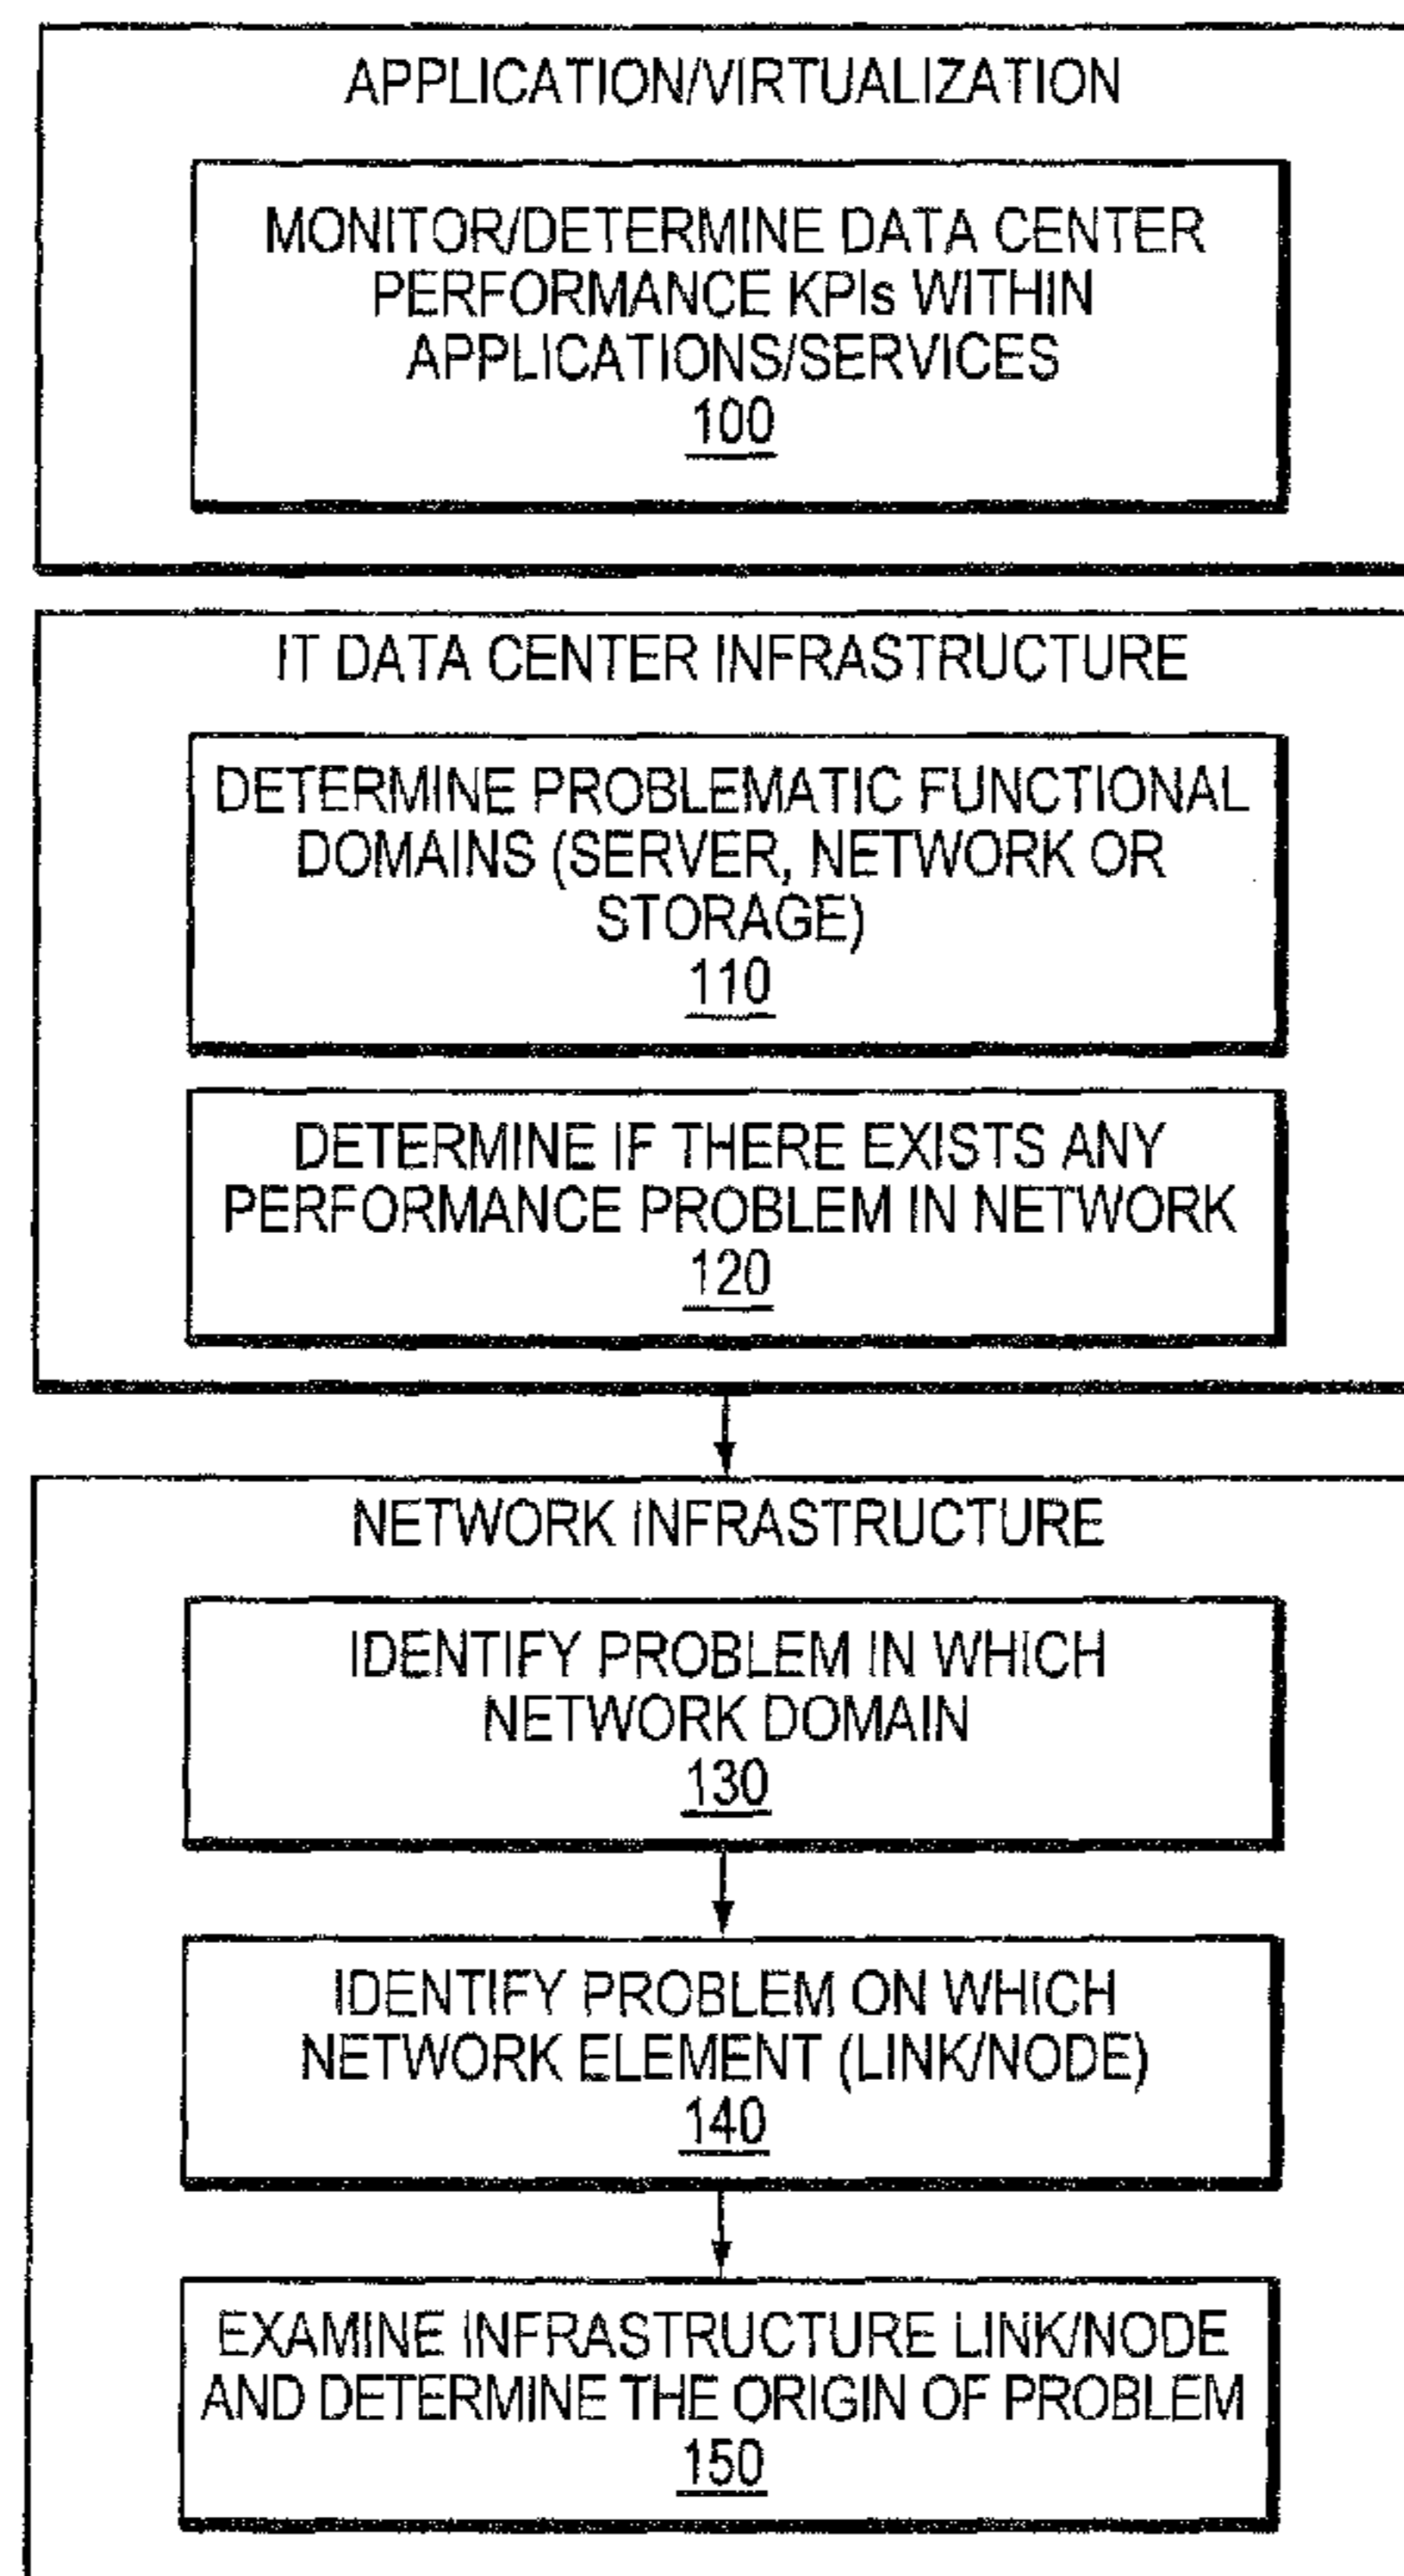 APPLICATION/VIRTUALIZATION
MONITOR/DETERMINE DATA CENTER
PERFORMANCE KPIs WITHIN
APPLICATIONS/SERVICES
100
IT DATA CENTER INFRASTRUCTURE
DETERMINE PROBLEMATIC FUNCTIONAL
DOMAINS (SERVER, NETWORK OR
STORAGE)
110
DETERMINE IF THERE EXISTS ANY
PERFORMANCE PROBLEM IN NETWORK
120
NETWORK INFRASTRUCTURE
IDENTIFY PROBLEM IN WHICH
NETWORK DOMAIN
130
IDENTIFY PROBLEM ON WHICH
NETWORK ELEMENT (LINK/NODE)
140
EXAMINE INFRASTRUCTURE LINK/NODE
AND DETERMINE THE ORIGIN OF PROBLEM
150